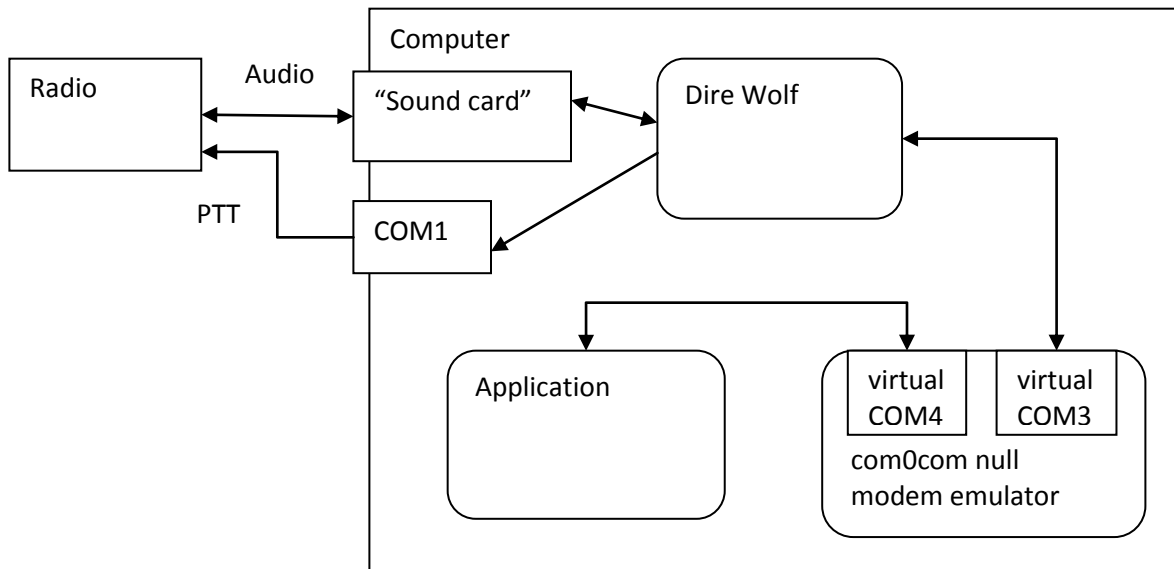 Computer
Radio
Audio
“Sound card”
Dire Wolf
PTT
COM1
Application
virtual
COM4
virtual
COM3
com0com null
modem emulator